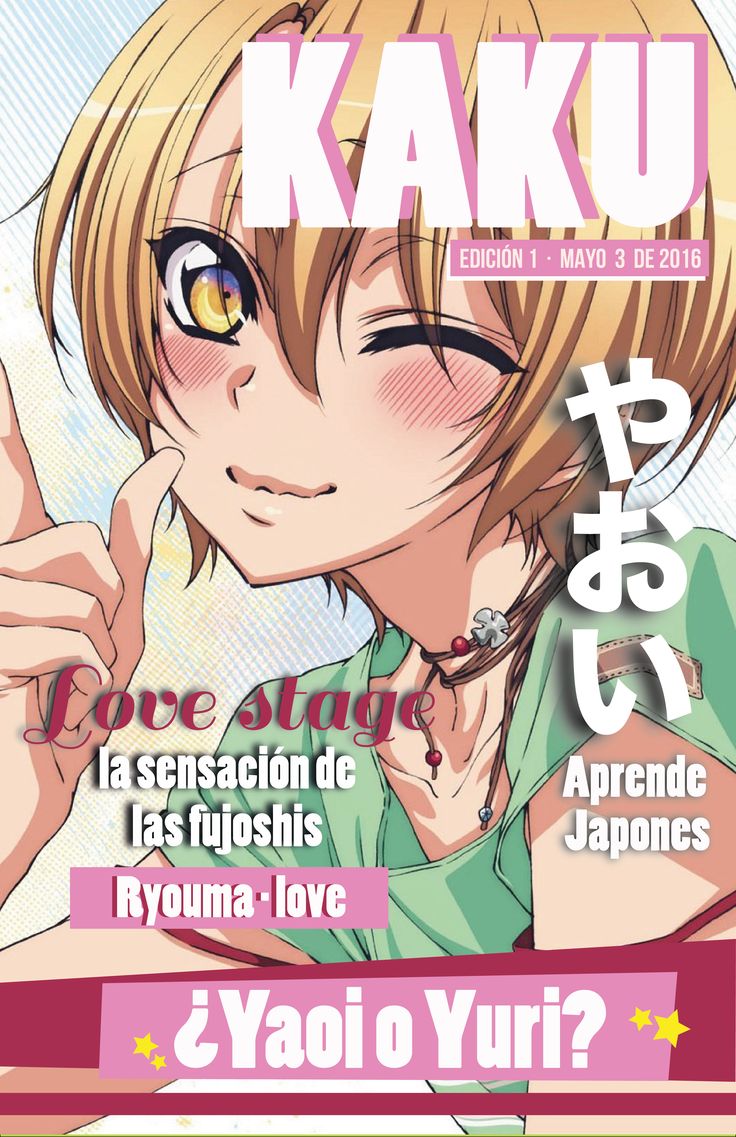 KAKU
EDICIÓN 1 · MAYO 3 DE 2016
やおい
Love stage
la sensación de
las fujoshis
Ryouma-love
Aprende
Japones
¿Yaoi o Yuri?